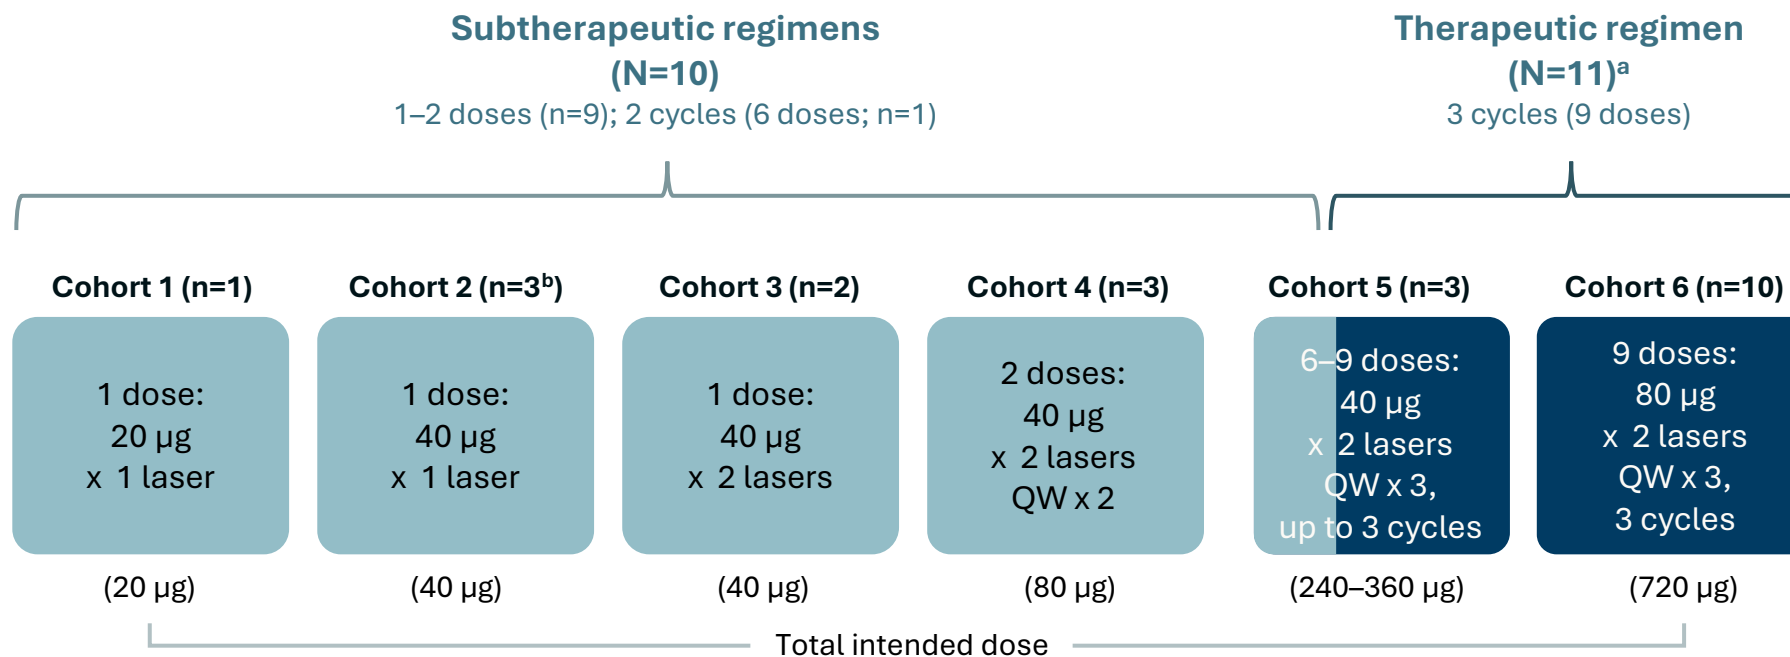 Subtherapeutic regimens
(N=10)
1–2 doses (n=9); 2 cycles (6 doses; n=1)
Therapeutic regimen
(N=11)ᵃ
3 cycles (9 doses)
Cohort 1 (n=1)
1 dose:
20 µg
x 1 laser
(20 µg)
Cohort 2 (n=3ᵇ)
1 dose:
40 µg
x 1 laser
(40 µg)
Cohort 3 (n=2)
1 dose:
40 µg
x 2 lasers
(40 µg)
Cohort 4 (n=3)
2 doses:
40 µg
x 2 lasers
QW x 2
(80 µg)
Cohort 5 (n=3)
6–9 doses:
40 µg
x 2 lasers
QW x 3,
up to 3 cycles
(240–360 µg)
Cohort 6 (n=10)
9 doses:
80 µg
x 2 lasers
QW x 3,
3 cycles
(720 µg)
Total intended dose